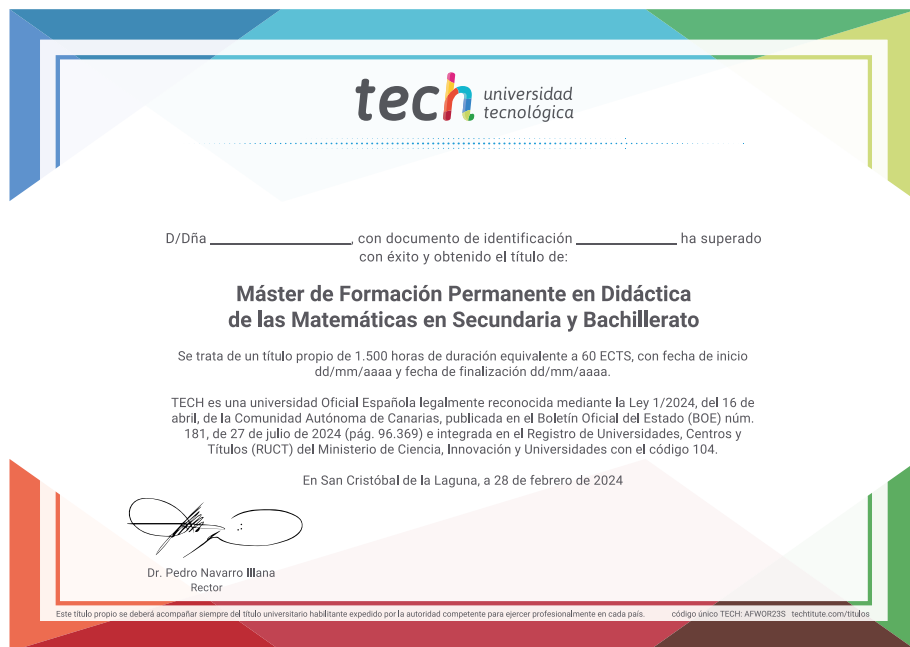 tech universidad
tecnológica
D/Dña ______________, con documento de identificación __________ ha superado
con éxito y obtenido el título de:
Máster de Formación Permanente en Didáctica
de las Matemáticas en Secundaria y Bachillerato
Se trata de un título propio de 1.500 horas de duración equivalente a 60 ECTS, con fecha de inicio
dd/mm/aaaa y fecha de finalización dd/mm/aaaa.
TECH es una universidad Oficial Española legalmente reconocida mediante la Ley 1/2024, del 16 de
abril, de la Comunidad Autónoma de Canarias, publicada en el Boletín Oficial del Estado (BOE) núm.
181, de 27 de julio de 2024 (pág. 96.369) e integrada en el Registro de Universidades, Centros y
Títulos (RUCT) del Ministerio de Ciencia, Innovación y Universidades con el código 104.
En San Cristóbal de la Laguna, a 28 de febrero de 2024
Dr. Pedro Navarro Illana
Rector
Este título propio se deberá acompañar siempre del título universitario habilitante expedido por la autoridad competente para ejercer profesionalmente en cada país. código único TECH: AFWOR23S techtitute.com/titulos